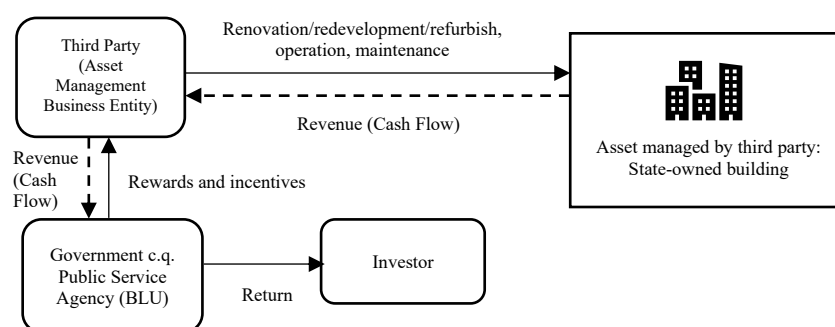 Third Party
(Asset
Management
Business Entity)
Renovation/redevelopment/refurbish,
operation, maintenance
Revenue (Cash Flow)
Asset managed by third party:
State-owned building
Revenue
(Cash
Flow)
Rewards and incentives
Government c.q.
Public Service
Agency (BLU)
Return
Investor